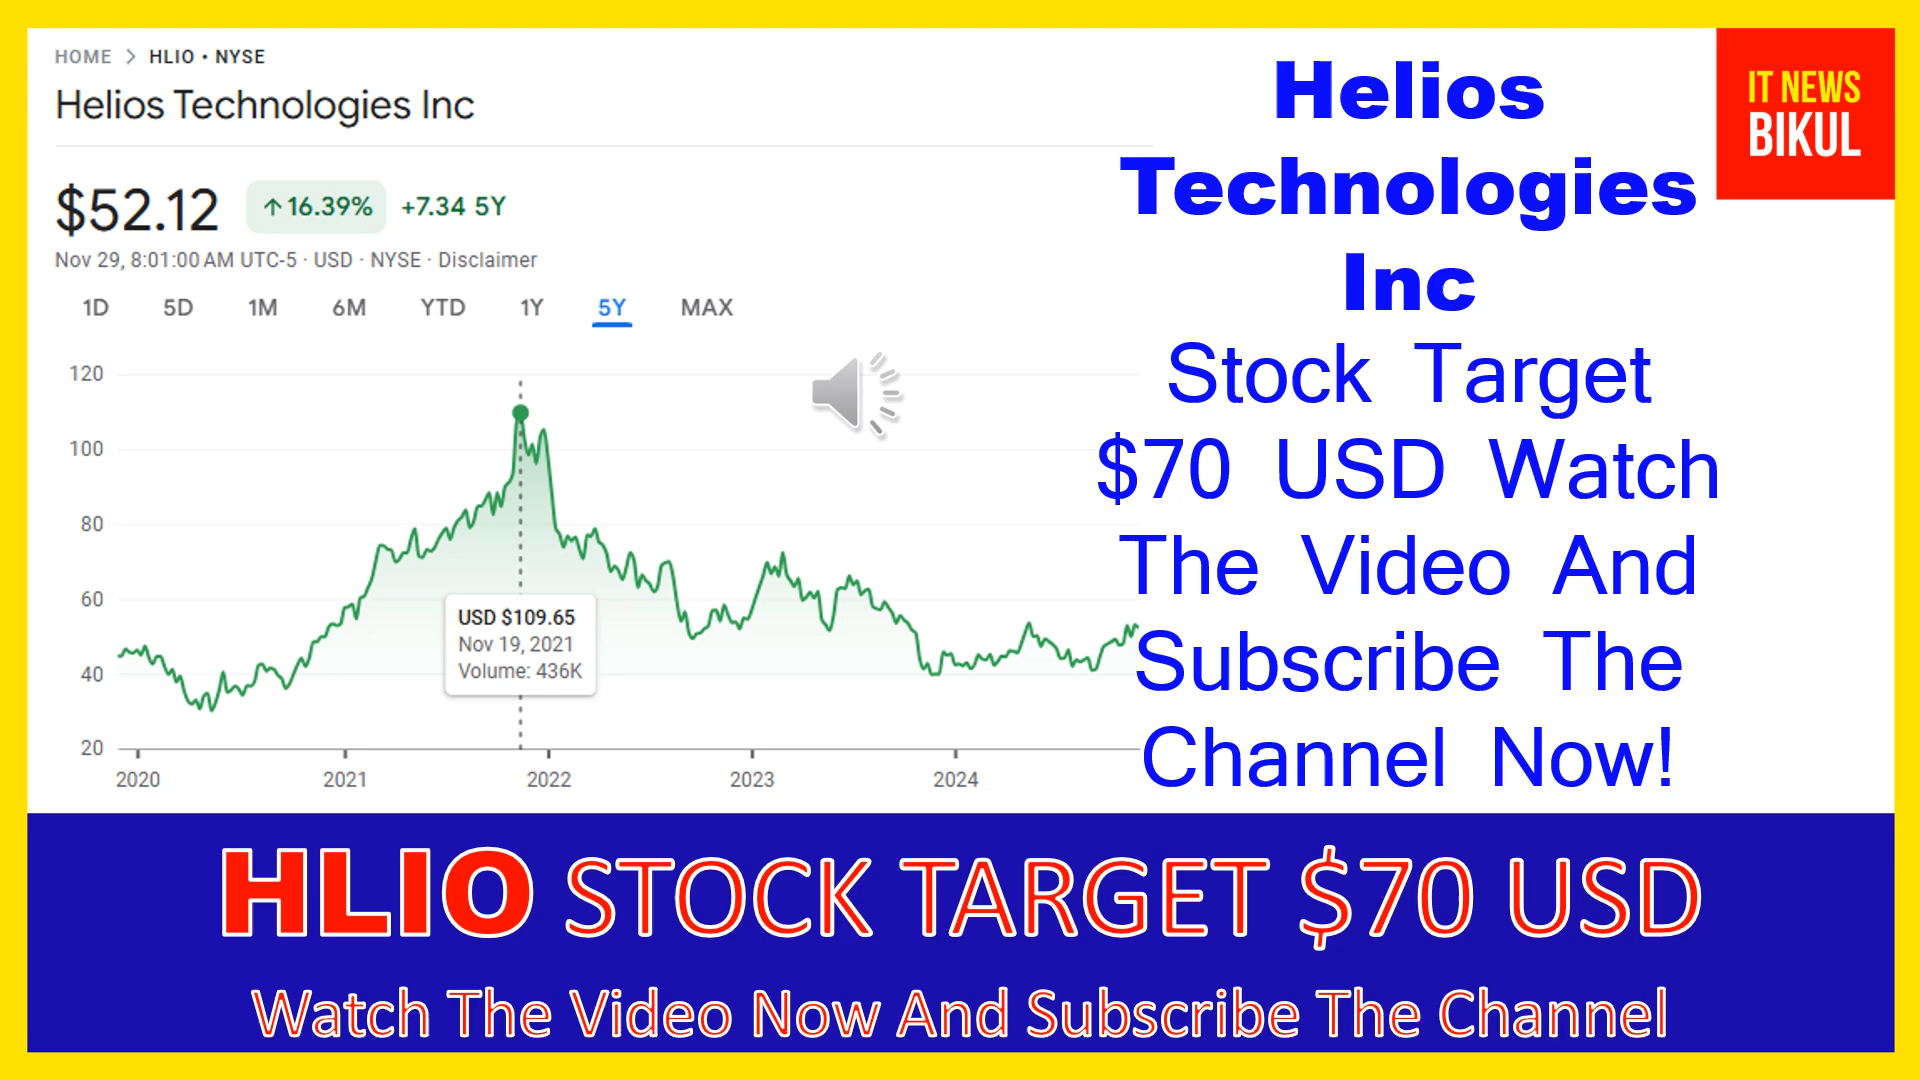 HOME > HLIO • NYSE
Helios Technologies Inc
$52.12 ↑16.39% +7.34 5Y
Nov 29, 8:01:00 AM UTC-5 · USD · NYSE · Disclaimer
1D 5D 1M 6M YTD 1Y 5Y MAX
120
100
80
60
40
20
USD $109.65
Nov 19, 2021
Volume: 436K
2020 2021 2022 2023 2024
Helios
Technologies
Inc
Stock Target
$70 USD Watch
The Video And
Subscribe The
Channel Now!
IT NEWS
BIKUL
HLIO STOCK TARGET $70 USD
Watch The Video Now And Subscribe The Channel